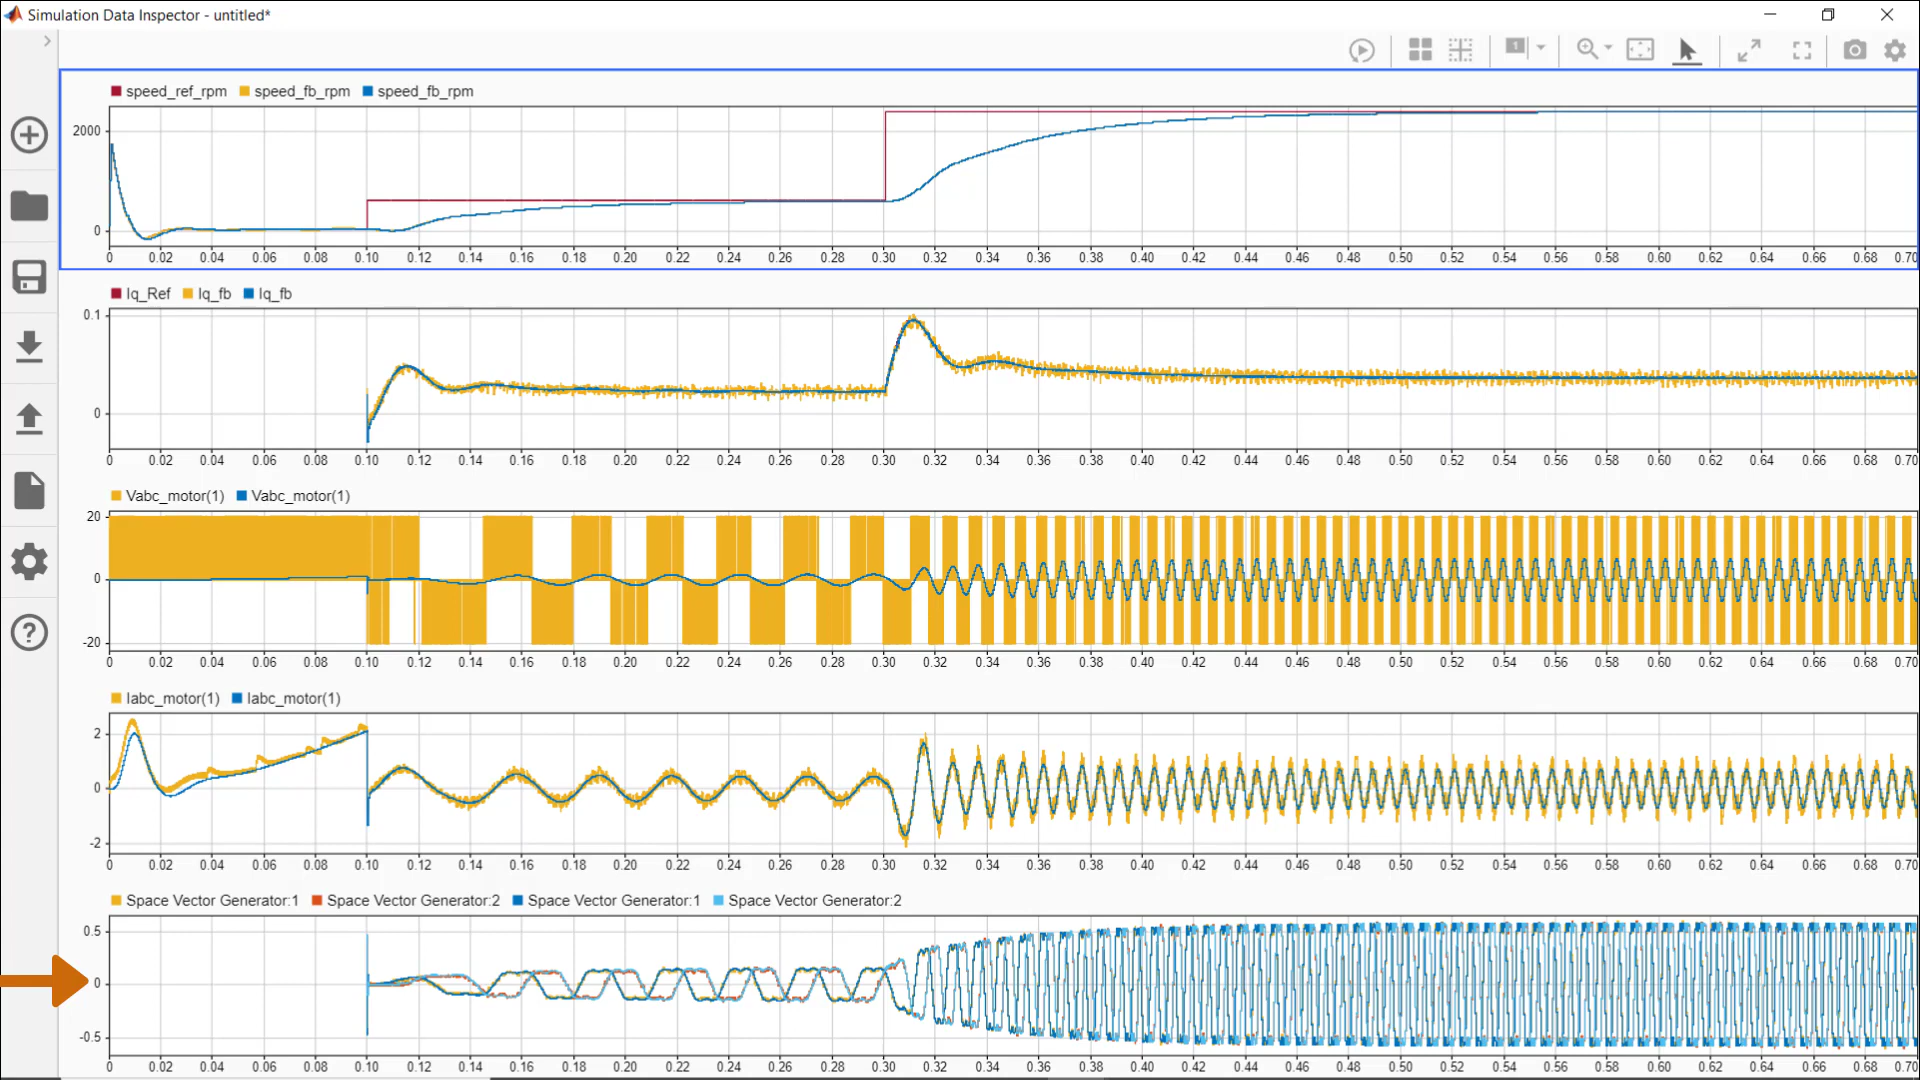 Simulation Data Inspector - untitled*
1
speed_ref_rpm speed_fb_rpm speed_fb_rpm
2000
0
0 0.02 0.04 0.06 0.08 0.10 0.12 0.14 0.16 0.18 0.20 0.22 0.24 0.26 0.28 0.30 0.32 0.34 0.36 0.38 0.40 0.42 0.44 0.46 0.48 0.50 0.52 0.54 0.56 0.58 0.60 0.62 0.64 0.66 0.68 0.70
Iq_Ref Iq_fb Iq_fb
0.1
0
0 0.02 0.04 0.06 0.08 0.10 0.12 0.14 0.16 0.18 0.20 0.22 0.24 0.26 0.28 0.30 0.32 0.34 0.36 0.38 0.40 0.42 0.44 0.46 0.48 0.50 0.52 0.54 0.56 0.58 0.60 0.62 0.64 0.66 0.68 0.70
Vabc_motor(1) Vabc_motor(1)
20
0
-20
0 0.02 0.04 0.06 0.08 0.10 0.12 0.14 0.16 0.18 0.20 0.22 0.24 0.26 0.28 0.30 0.32 0.34 0.36 0.38 0.40 0.42 0.44 0.46 0.48 0.50 0.52 0.54 0.56 0.58 0.60 0.62 0.64 0.66 0.68 0.70
Iabc_motor(1) Iabc_motor(1)
2
0
-2
0 0.02 0.04 0.06 0.08 0.10 0.12 0.14 0.16 0.18 0.20 0.22 0.24 0.26 0.28 0.30 0.32 0.34 0.36 0.38 0.40 0.42 0.44 0.46 0.48 0.50 0.52 0.54 0.56 0.58 0.60 0.62 0.64 0.66 0.68 0.70
Space Vector Generator:1 Space Vector Generator:2 Space Vector Generator:1 Space Vector Generator:2
0.5
0
-0.5
0 0.02 0.04 0.06 0.08 0.10 0.12 0.14 0.16 0.18 0.20 0.22 0.24 0.26 0.28 0.30 0.32 0.34 0.36 0.38 0.40 0.42 0.44 0.46 0.48 0.50 0.52 0.54 0.56 0.58 0.60 0.62 0.64 0.66 0.68 0.70